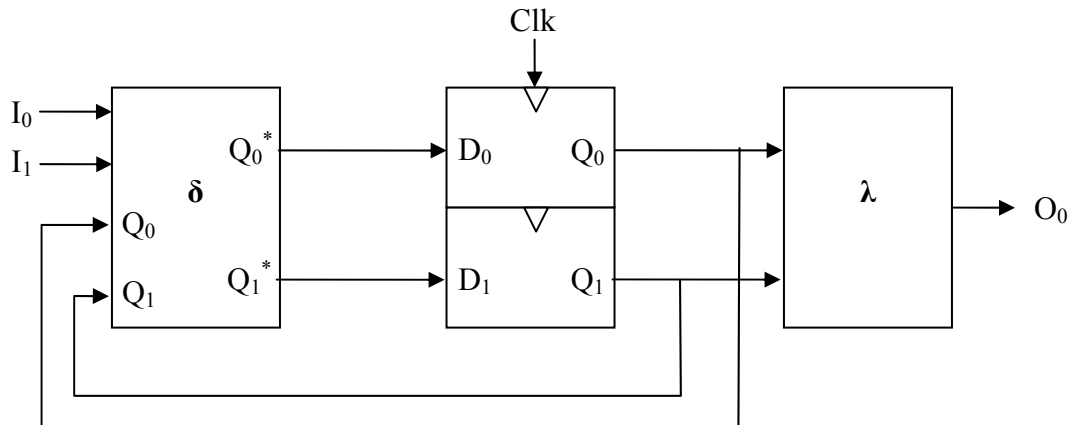 Clk
I₀
I₁
Q₀*
D₀
Q₀
δ
λ
O₀
Q₀
Q₁
Q₁*
D₁
Q₁